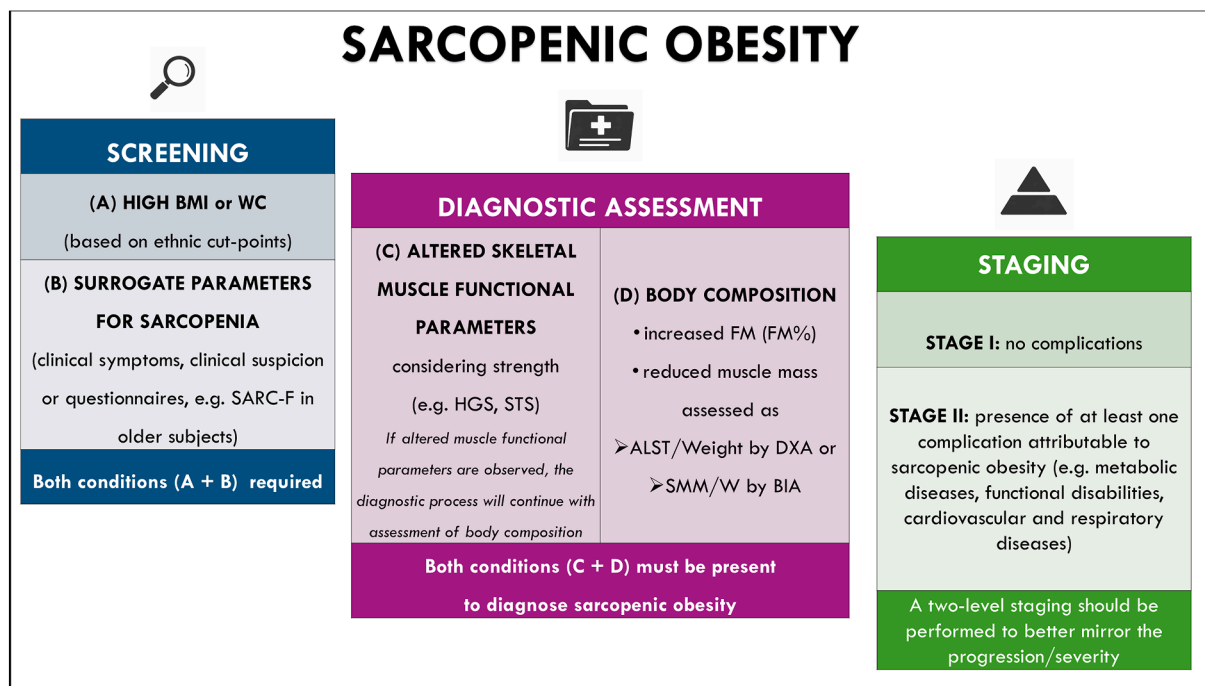 SARCOPENIC OBESITY
SCREENING
(A) HIGH BMI or WC
(based on ethnic cut-points)
(B) SURROGATE PARAMETERS
FOR SARCOPENIA
(clinical symptoms, clinical suspicion
or questionnaires, e.g. SARC-F in
older subjects)
Both conditions (A + B) required
DIAGNOSTIC ASSESSMENT
(C) ALTERED SKELETAL
MUSCLE FUNCTIONAL
PARAMETERS
considering strength
(e.g. HGS, STS)
If altered muscle functional
parameters are observed, the
diagnostic process will continue with
assessment of body composition
(D) BODY COMPOSITION
• increased FM (FM%)
• reduced muscle mass
assessed as
➢ALST/Weight by DXA or
➢SMM/W by BIA
Both conditions (C + D) must be present
to diagnose sarcopenic obesity
STAGING
STAGE I: no complications
STAGE II: presence of at least one
complication attributable to
sarcopenic obesity (e.g. metabolic
diseases, functional disabilities,
cardiovascular and respiratory
diseases)
A two-level staging should be
performed to better mirror the
progression/severity